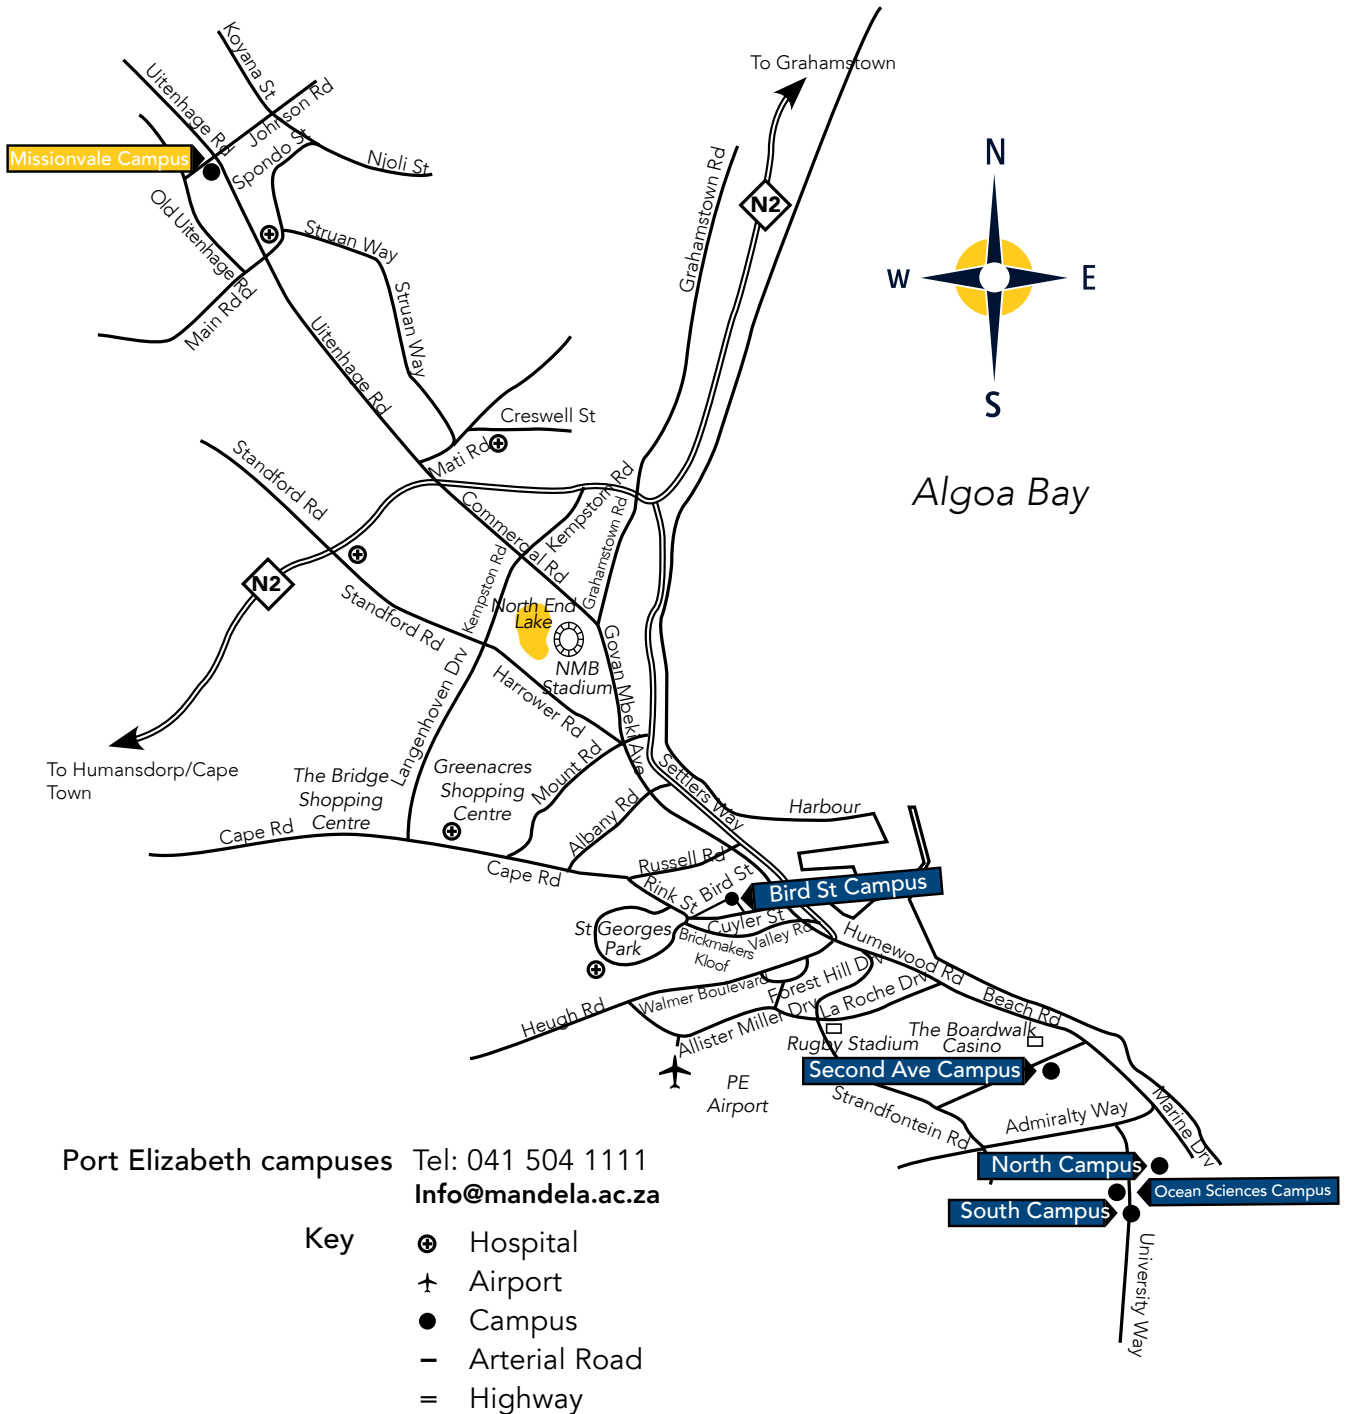 Koyana St
To Grahamstown
Uitenhage Rd
Johnson Rd
Missionvale Campus
Spondo St
Njoli St
Grahamstown Rd
N
N2
Old Uitenhage Rd
Struan Way
W
E
Main Rd
Struan Way
Uitenhage Rd
S
Creswell St
Standford Rd
Mati Rd
Algoa Bay
Commercial Rd
Kempston Rd
Grahamstown Rd
N2
Kempston Rd
Standford Rd
North End
Lake
Govan Mbeki Ave
NMB
Stadium
Langenhoven Drv
Harrower Rd
To Humansdorp/Cape
Town
The Bridge
Shopping
Centre
Greenacres
Shopping
Centre
Mount Rd
Settlers Way
Harbour
Cape Rd
Albany Rd
Cape Rd
Russell Rd
Rink St
Bird St
Bird St Campus
St Georges
Park
Cuyler St
Brickmakers
Kloof
Valley Rd
Humewood Rd
Forest Hill Drv
Walmer Boulevard
La Roche Drv
Beach Rd
Heugh Rd
Allister Miller Drv
Rugby Stadium
The Boardwalk
Casino
PE
Airport
Second Ave Campus
Strandfontein Rd
Admiralty Way
Marine Drv
North Campus
Ocean Sciences Campus
South Campus
University Way
Port Elizabeth campuses
Tel: 041 504 1111
Info@mandela.ac.za
Key
Hospital
Airport
Campus
Arterial Road
Highway